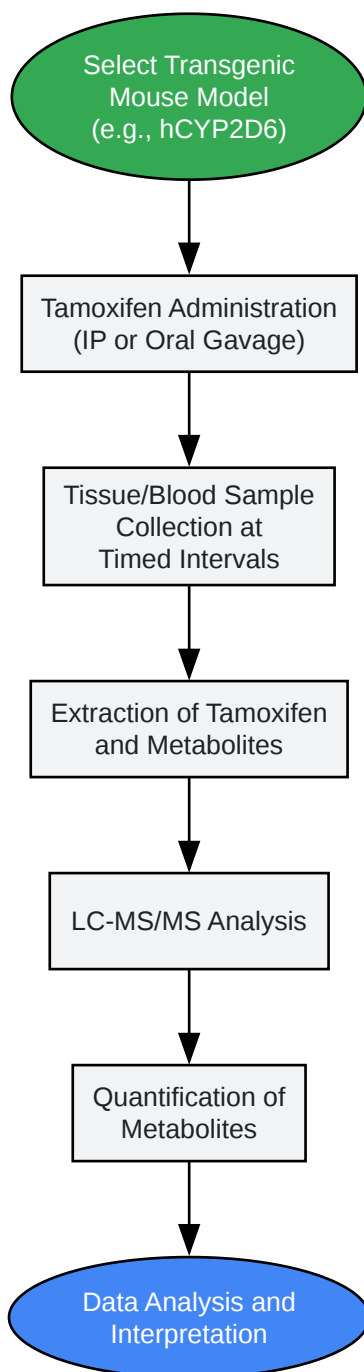 Select Transgenic
Mouse Model
(e.g., hCYP2D6)
Tamoxifen Administration
(IP or Oral Gavage)
Tissue/Blood Sample
Collection at
Timed Intervals
Extraction of Tamoxifen
and Metabolites
LC-MS/MS Analysis
Quantification of
Metabolites
Data Analysis and
Interpretation